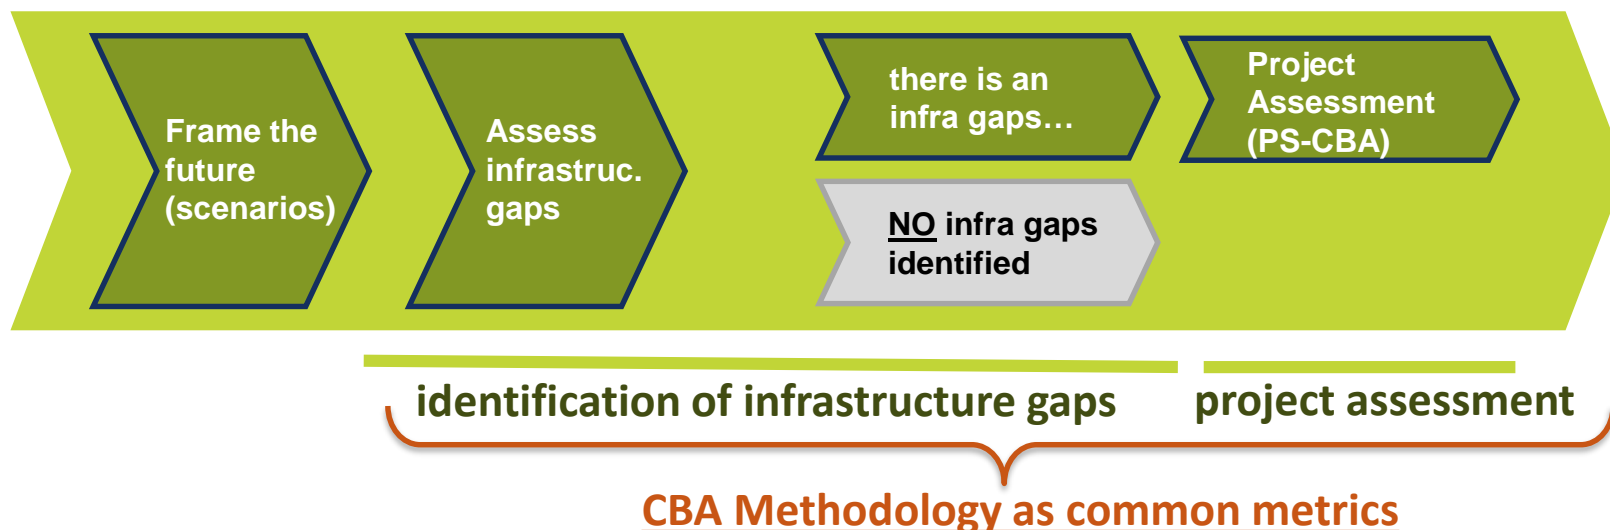 Frame the
future
(scenarios)
Assess
infrastruc.
gaps
there is an
infra gaps…
NO infra gaps
identified
Project
Assessment
(PS-CBA)
identification of infrastructure gaps
project assessment
CBA Methodology as common metrics